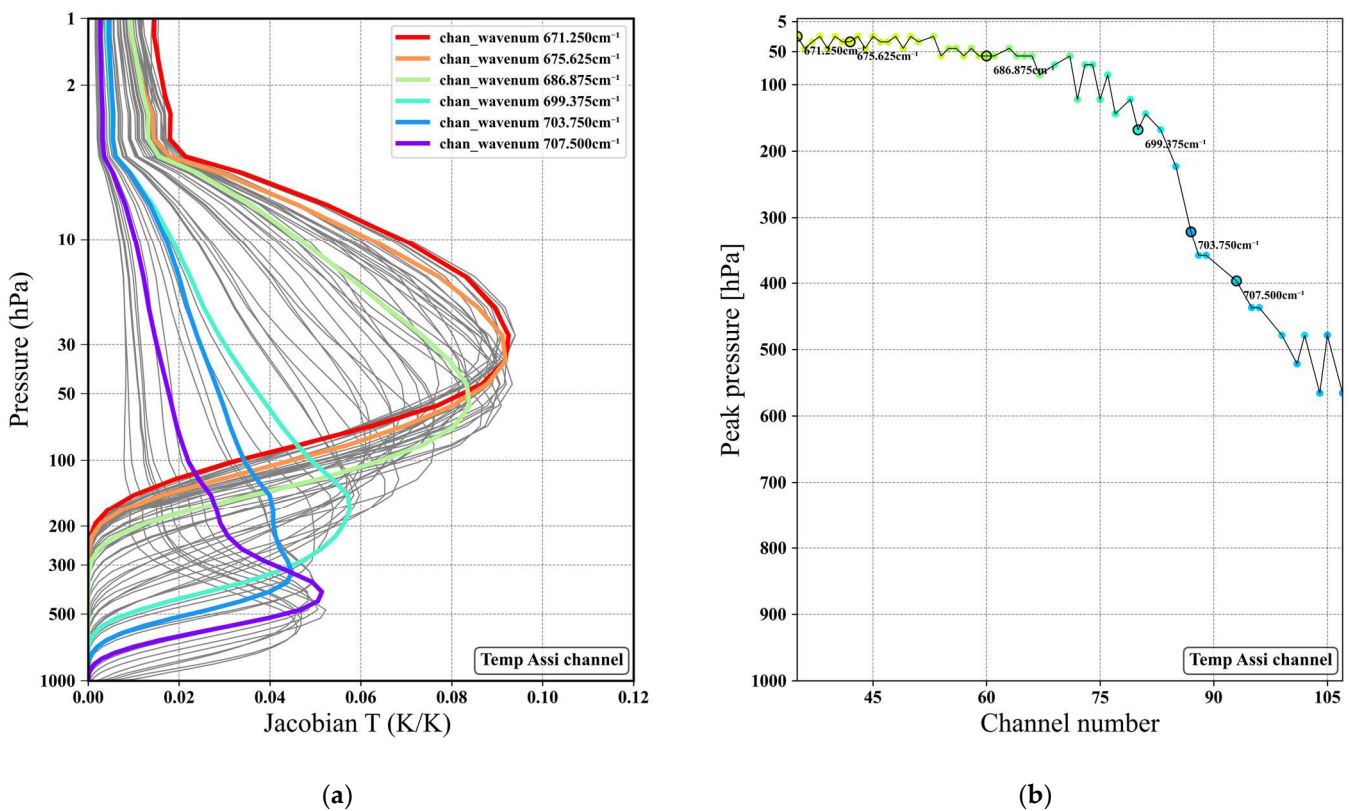 chan_wavenum 671.250cm⁻¹
chan_wavenum 675.625cm⁻¹
chan_wavenum 686.875cm⁻¹
chan_wavenum 699.375cm⁻¹
chan_wavenum 703.750cm⁻¹
chan_wavenum 707.500cm⁻¹
1
2
10
30
50
100
200
300
500
1000
Pressure (hPa)
Temp Assi channel
0.00 0.02 0.04 0.06 0.08 0.10 0.12
Jacobian T (K/K)
(a)
5
50
100
200
300
400
500
600
700
800
900
1000
Peak pressure [hPa]
671.250cm⁻¹
675.625cm⁻¹
686.875cm⁻¹
699.375cm⁻¹
703.750cm⁻¹
707.500cm⁻¹
Temp Assi channel
45 60 75 90 105
Channel number
(b)